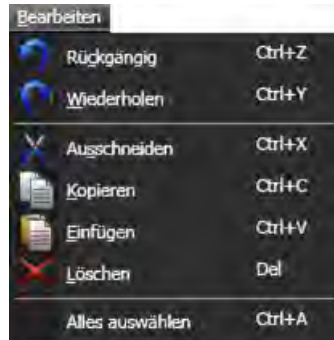 Bearbeiten
Rückgängig Ctrl+Z
Wiederholen Ctrl+Y
Ausschneiden Ctrl+X
Kopieren Ctrl+C
Einfügen Ctrl+V
Löschen Del
Alles auswählen Ctrl+A